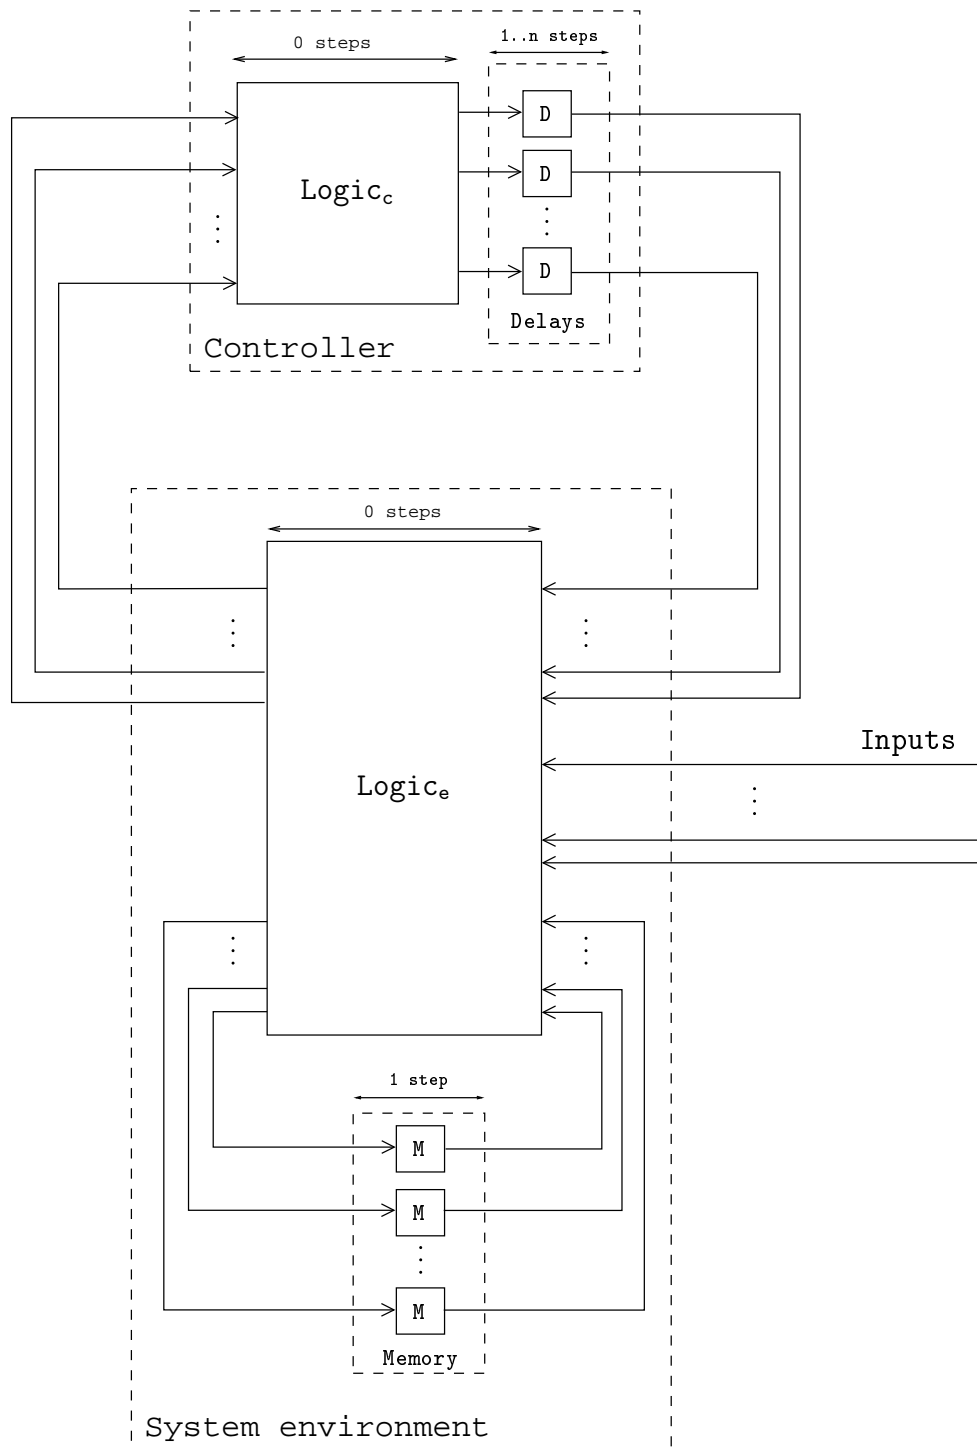 0 steps
1..n steps
D
Logicc
D
D
Delays
Controller
0 steps
Inputs
Logice
1 step
M
M
M
Memory
System environment